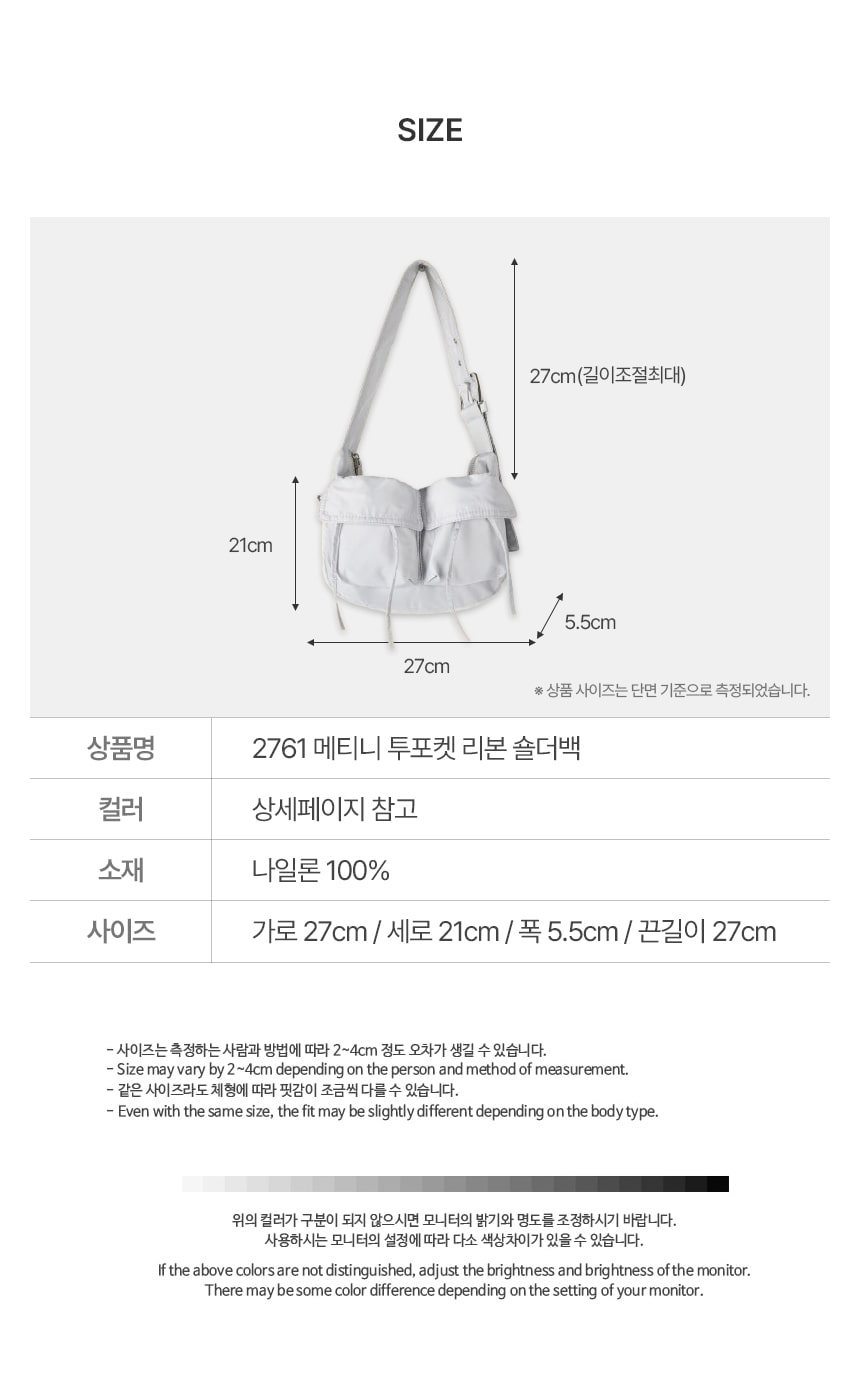 SIZE
27cm(길이조절최대)
21cm
5.5cm
27cm
※ 상품 사이즈는 단면 기준으로 측정되었습니다.
상품명 2761 메티니 투포켓 리본 숄더백
컬러 상세페이지 참고
소재 나일론 100%
사이즈 가로 27cm / 세로 21cm / 폭 5.5cm / 끈길이 27cm
- 사이즈는 측정하는 사람과 방법에 따라 2~4cm 정도 오차가 생길 수 있습니다.
- Size may vary by 2~4cm depending on the person and method of measurement.
- 같은 사이즈라도 체형에 따라 핏감이 조금씩 다를 수 있습니다.
- Even with the same size, the fit may be slightly different depending on the body type.
위의 컬러가 구분이 되지 않으시면 모니터의 밝기와 명도를 조정하시기 바랍니다.
사용하시는 모니터의 설정에 따라 다소 색상차이가 있을 수 있습니다.
If the above colors are not distinguished, adjust the brightness and brightness of the monitor.
There may be some color difference depending on the setting of your monitor.